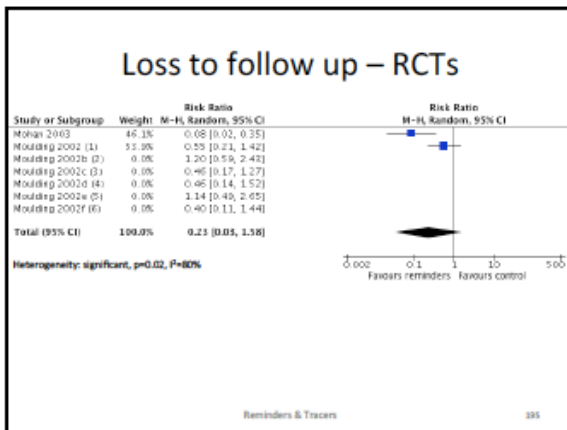 Loss to follow up – RCTs
Risk Ratio Risk Ratio
Study or Subgroup Weight M-H, Random, 95% CI M-H, Random, 95% CI
Mohan 2003 46.1% 0.08 [0.02, 0.35]
Moulding 2002 (1) 53.9% 0.55 [0.21, 1.42]
Moulding 2002b (2) 0.0% 1.20 [0.59, 2.43]
Moulding 2002c (3) 0.0% 0.46 [0.17, 1.27]
Moulding 2002d (4) 0.0% 0.46 [0.14, 1.52]
Moulding 2002e (5) 0.0% 1.14 [0.49, 2.65]
Moulding 2002f (6) 0.0% 0.40 [0.11, 1.44]
Total (95% CI) 100.0% 0.23 [0.03, 1.58]
Heterogeneity: significant, p=0.02, I²=80%
0.002 0.1 1 10 500
Favours reminders Favours control
Reminders & Tracers 195